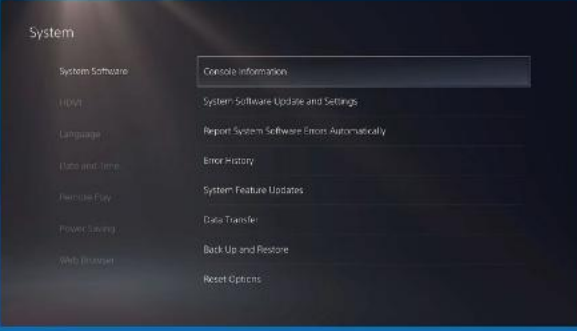 System
System Software
HDMI
Language
Date and Time
Remote Play
Power Saving
Web Browser
Console Information
System Software Update and Settings
Report System Software Errors Automatically
Error History
System Feature Updates
Data Transfer
Back Up and Restore
Reset Options